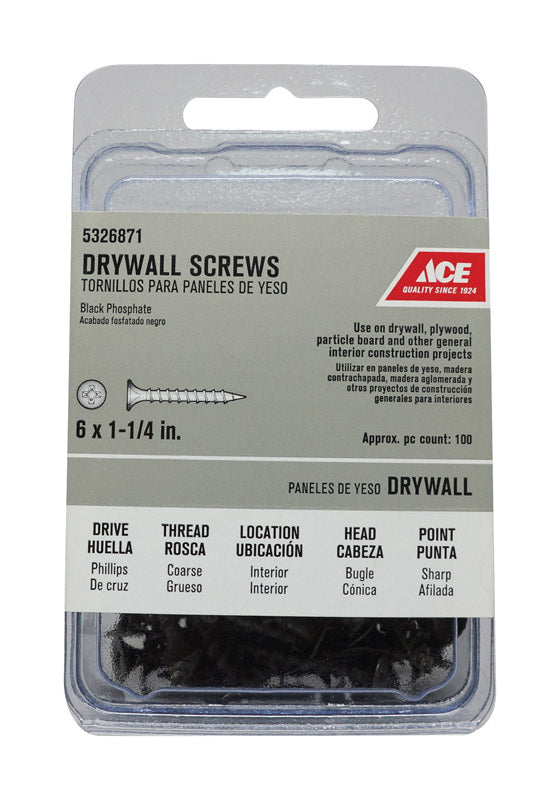 5326871
DRYWALL SCREWS
TORNILLOS PARA PANELES DE YESO
Black Phosphate
Acabado fosfatado negro
ACE
QUALITY SINCE 1924
Use on drywall, plywood,
particle board and other general
interior construction projects
Utilizar en paneles de yeso, madera
contrachapada, madera aglomerada y
otros proyectos de construcción
generales para interiores
6 x 1-1/4 in.
Approx. pc count: 100
PANELES DE YESO DRYWALL
DRIVE
HUELLA
Phillips
De cruz
THREAD
ROSCA
Coarse
Grueso
LOCATION
UBICACIÓN
Interior
Interior
HEAD
CABEZA
Bugle
Cónica
POINT
PUNTA
Sharp
Afilada